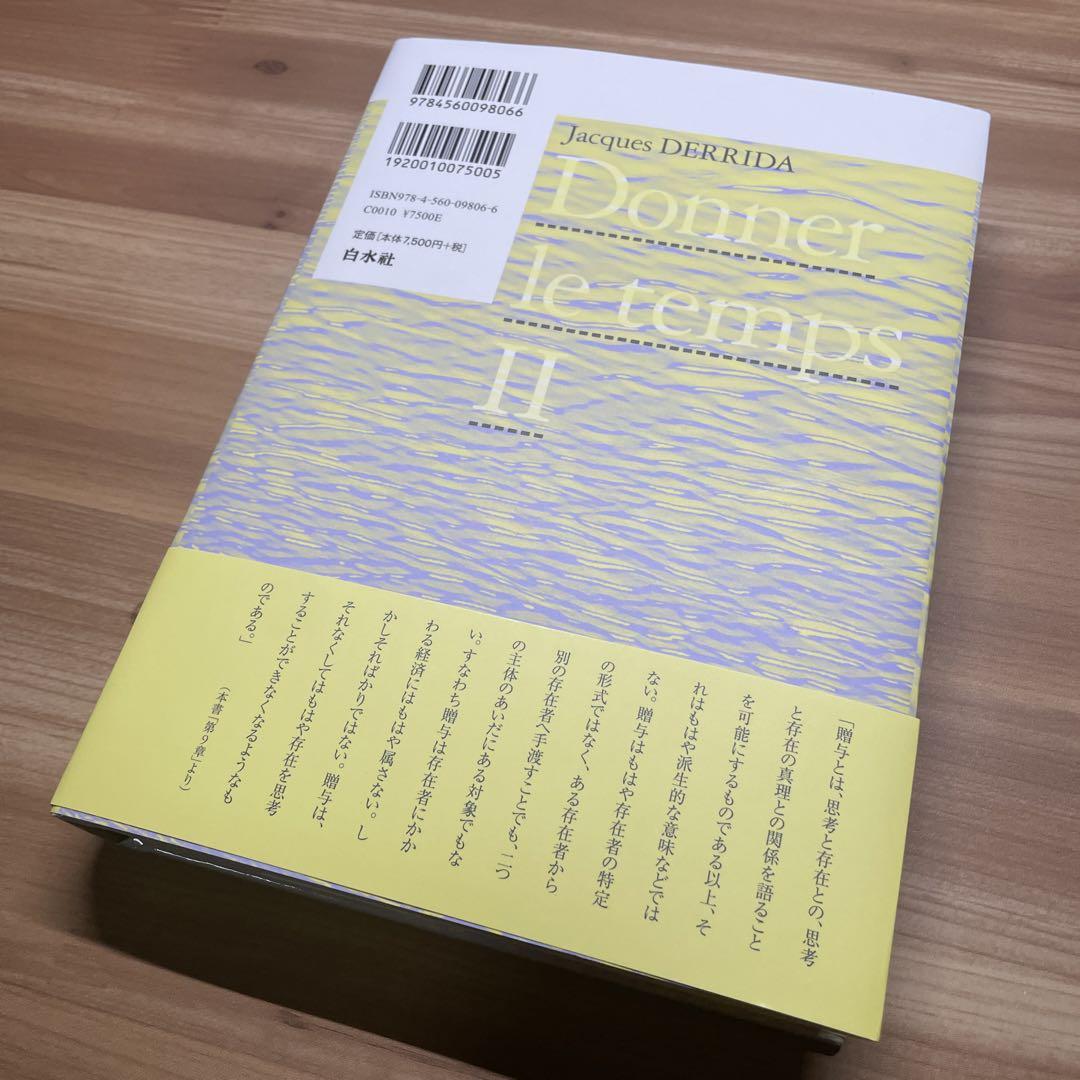 9784560098066
1920010075005
ISBN978-4-560-09806-6
C0010 ¥7500E
定価[本体7,500円+税]
白水社
Jacques DERRIDA
Donner
le temps
II
「贈与とは、思考と存在との、思考
と存在の真理との関係を語ること
を可能にするものである以上、そ
れはもはや派生的な意味などでは
ない。贈与はもはや存在者の特定
の形式ではなく、ある存在者から
別の存在者へ手渡すことでも、二つ
の主体のあいだにある対象でもな
い。すなわち贈与は存在者にかか
わる経済にはもはや属さない。し
かしそればかりではない。贈与は、
それなくしてはもはや存在を思考
することができなくなるようなも
のである。」
(本書「第9章」より)